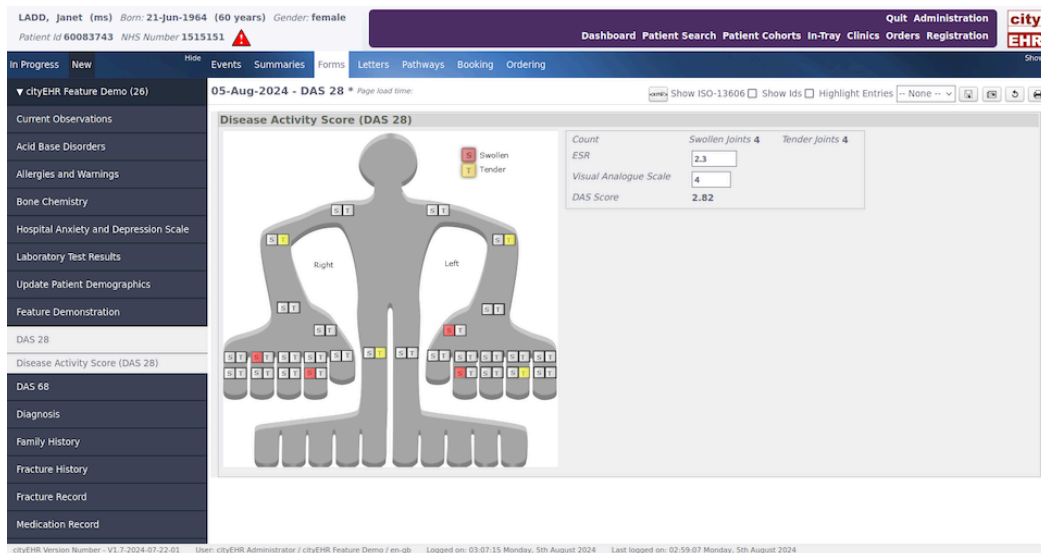 LADD, Janet (ms) Born: 21-Jun-1964 (60 years) Gender: female
Patient Id 60083743 NHS Number 1515151
Quit Administration
Dashboard Patient Search Patient Cohorts In-Tray Clinics Orders Registration
city
EHR
In Progress New Hide Events Summaries Forms Letters Pathways Booking Ordering Show
▼ cityEHR Feature Demo (26)
Current Observations
Acid Base Disorders
Allergies and Warnings
Bone Chemistry
Hospital Anxiety and Depression Scale
Laboratory Test Results
Update Patient Demographics
Feature Demonstration
DAS 28
Disease Activity Score (DAS 28)
DAS 68
Diagnosis
Family History
Fracture History
Fracture Record
Medication Record
05-Aug-2024 - DAS 28 * Page load time:
Show ISO-13606 Show Ids Highlight Entries -- None --
Disease Activity Score (DAS 28)
S Swollen
T Tender
S T S T
S T S T
Right Left
S T S T
S T S T
S T S T S T S T S T S T S T S T S T S T S T S T
S T S T S T S T S T S T S T S T
Count Swollen Joints 4 Tender Joints 4
ESR 2.3
Visual Analogue Scale 4
DAS Score 2.82
cityEHR Version Number - V1.7-2024-07-22-01 User: cityEHR Administrator / cityEHR Feature Demo / en-gb Logged on: 03:07:15 Monday, 5th August 2024 Last logged on: 02:59:07 Monday, 5th August 2024